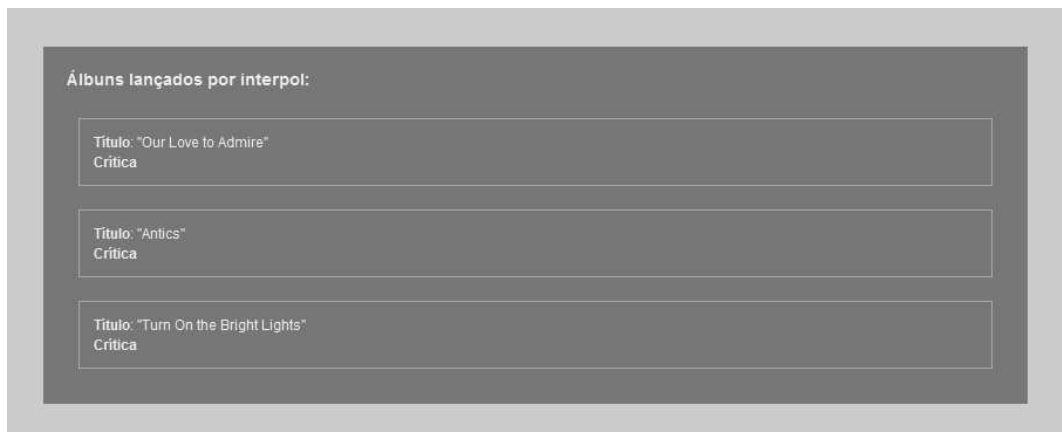 Álbuns lançados por interpol:
Título: "Our Love to Admire"
Crítica
Título: "Antics"
Crítica
Título: "Turn On the Bright Lights"
Crítica